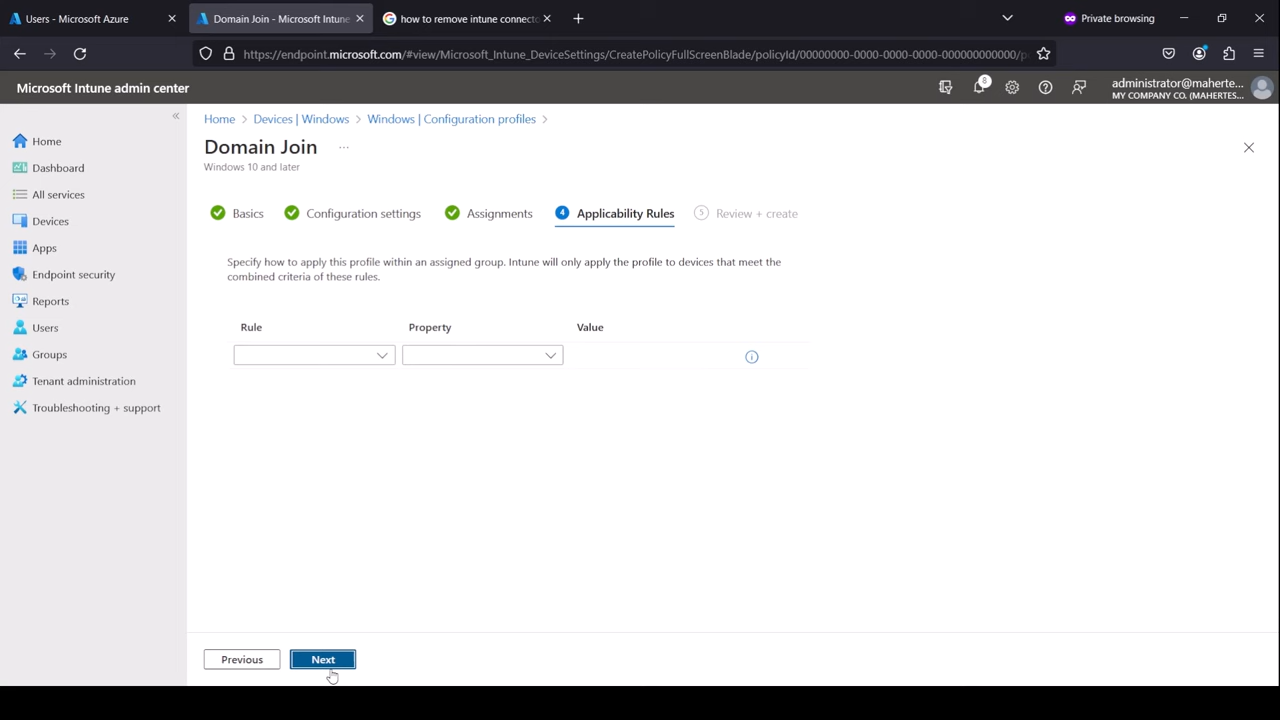 Users - Microsoft Azure
Domain Join - Microsoft Intune
how to remove intune connecto
Private browsing
https://endpoint.microsoft.com/#view/Microsoft_Intune_DeviceSettings/CreatePolicyFullScreenBlade/policyId/00000000-0000-0000-0000-000000000000/p
Microsoft Intune admin center
8
administrator@maherte...
MY COMPANY CO. (MAHERTES...
Home
Dashboard
All services
Devices
Apps
Endpoint security
Reports
Users
Groups
Tenant administration
Troubleshooting + support
Home > Devices | Windows > Windows | Configuration profiles >
Domain Join ...
Windows 10 and later
Basics
Configuration settings
Assignments
4 Applicability Rules
5 Review + create
Specify how to apply this profile within an assigned group. Intune will only apply the profile to devices that meet the
combined criteria of these rules.
Rule Property Value
Previous
Next